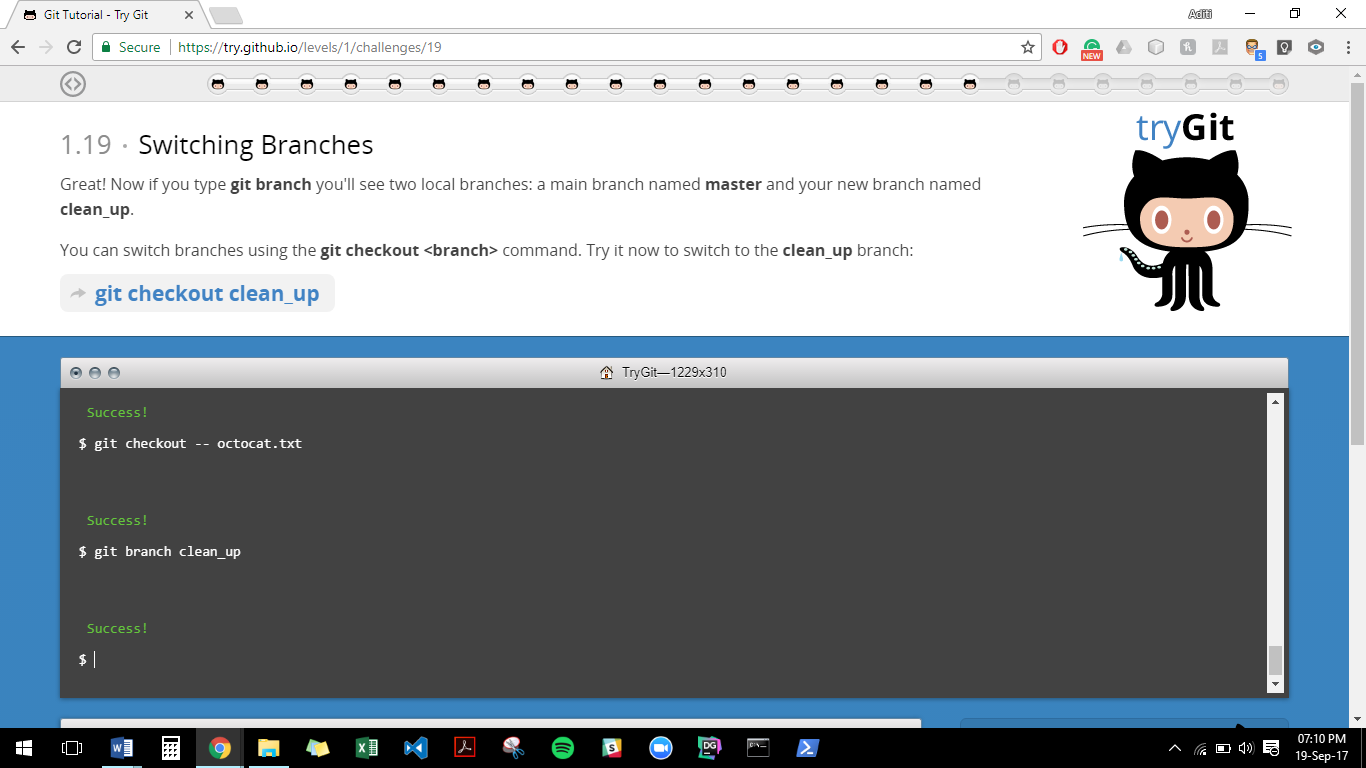 Git Tutorial - Try Git
Aditi
Secure
https://try.github.io/levels/1/challenges/19
NEW
5
1.19 · Switching Branches
tryGit
Great! Now if you type git branch you'll see two local branches: a main branch named master and your new branch named
clean_up.
You can switch branches using the git checkout <branch> command. Try it now to switch to the clean_up branch:
git checkout clean_up
TryGit—1229x310
Success!
$ git checkout -- octocat.txt
Success!
$ git branch clean_up
Success!
$
07:10 PM
19-Sep-17